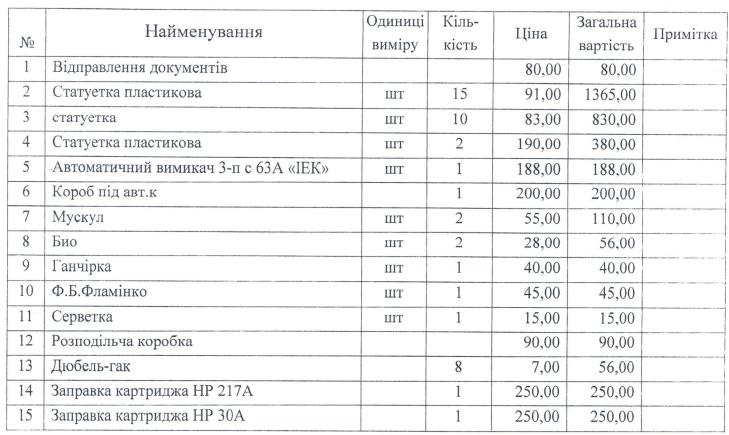 № Найменування Одиниці виміру Кіль-кість Ціна Загальна вартість Примітка
1 Відправлення документів 80,00 80,00
2 Статуетка пластикова шт 15 91,00 1365,00
3 статуетка шт 10 83,00 830,00
4 Статуетка пластикова шт 2 190,00 380,00
5 Автоматичний вимикач 3-п с 63А «ІЕК» шт 1 188,00 188,00
6 Короб під авт.к 1 200,00 200,00
7 Мускул шт 2 55,00 110,00
8 Био шт 2 28,00 56,00
9 Ганчірка шт 1 40,00 40,00
10 Ф.Б.Фламінко шт 1 45,00 45,00
11 Серветка шт 1 15,00 15,00
12 Розподільча коробка 90,00 90,00
13 Дюбель-гак 8 7,00 56,00
14 Заправка картриджа HP 217A 1 250,00 250,00
15 Заправка картриджа HP 30A 1 250,00 250,00